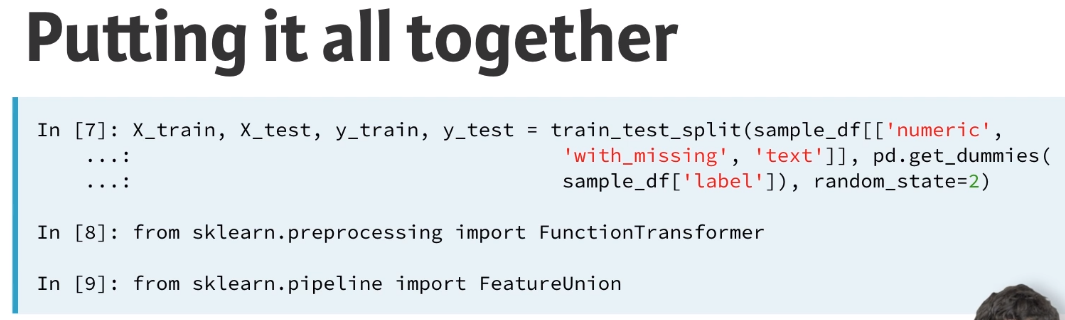 Putting it all together
In [7]: X_train, X_test, y_train, y_test = train_test_split(sample_df[['numeric',
...: 'with_missing', 'text']], pd.get_dummies(
...: sample_df['label']), random_state=2)
In [8]: from sklearn.preprocessing import FunctionTransformer
In [9]: from sklearn.pipeline import FeatureUnion